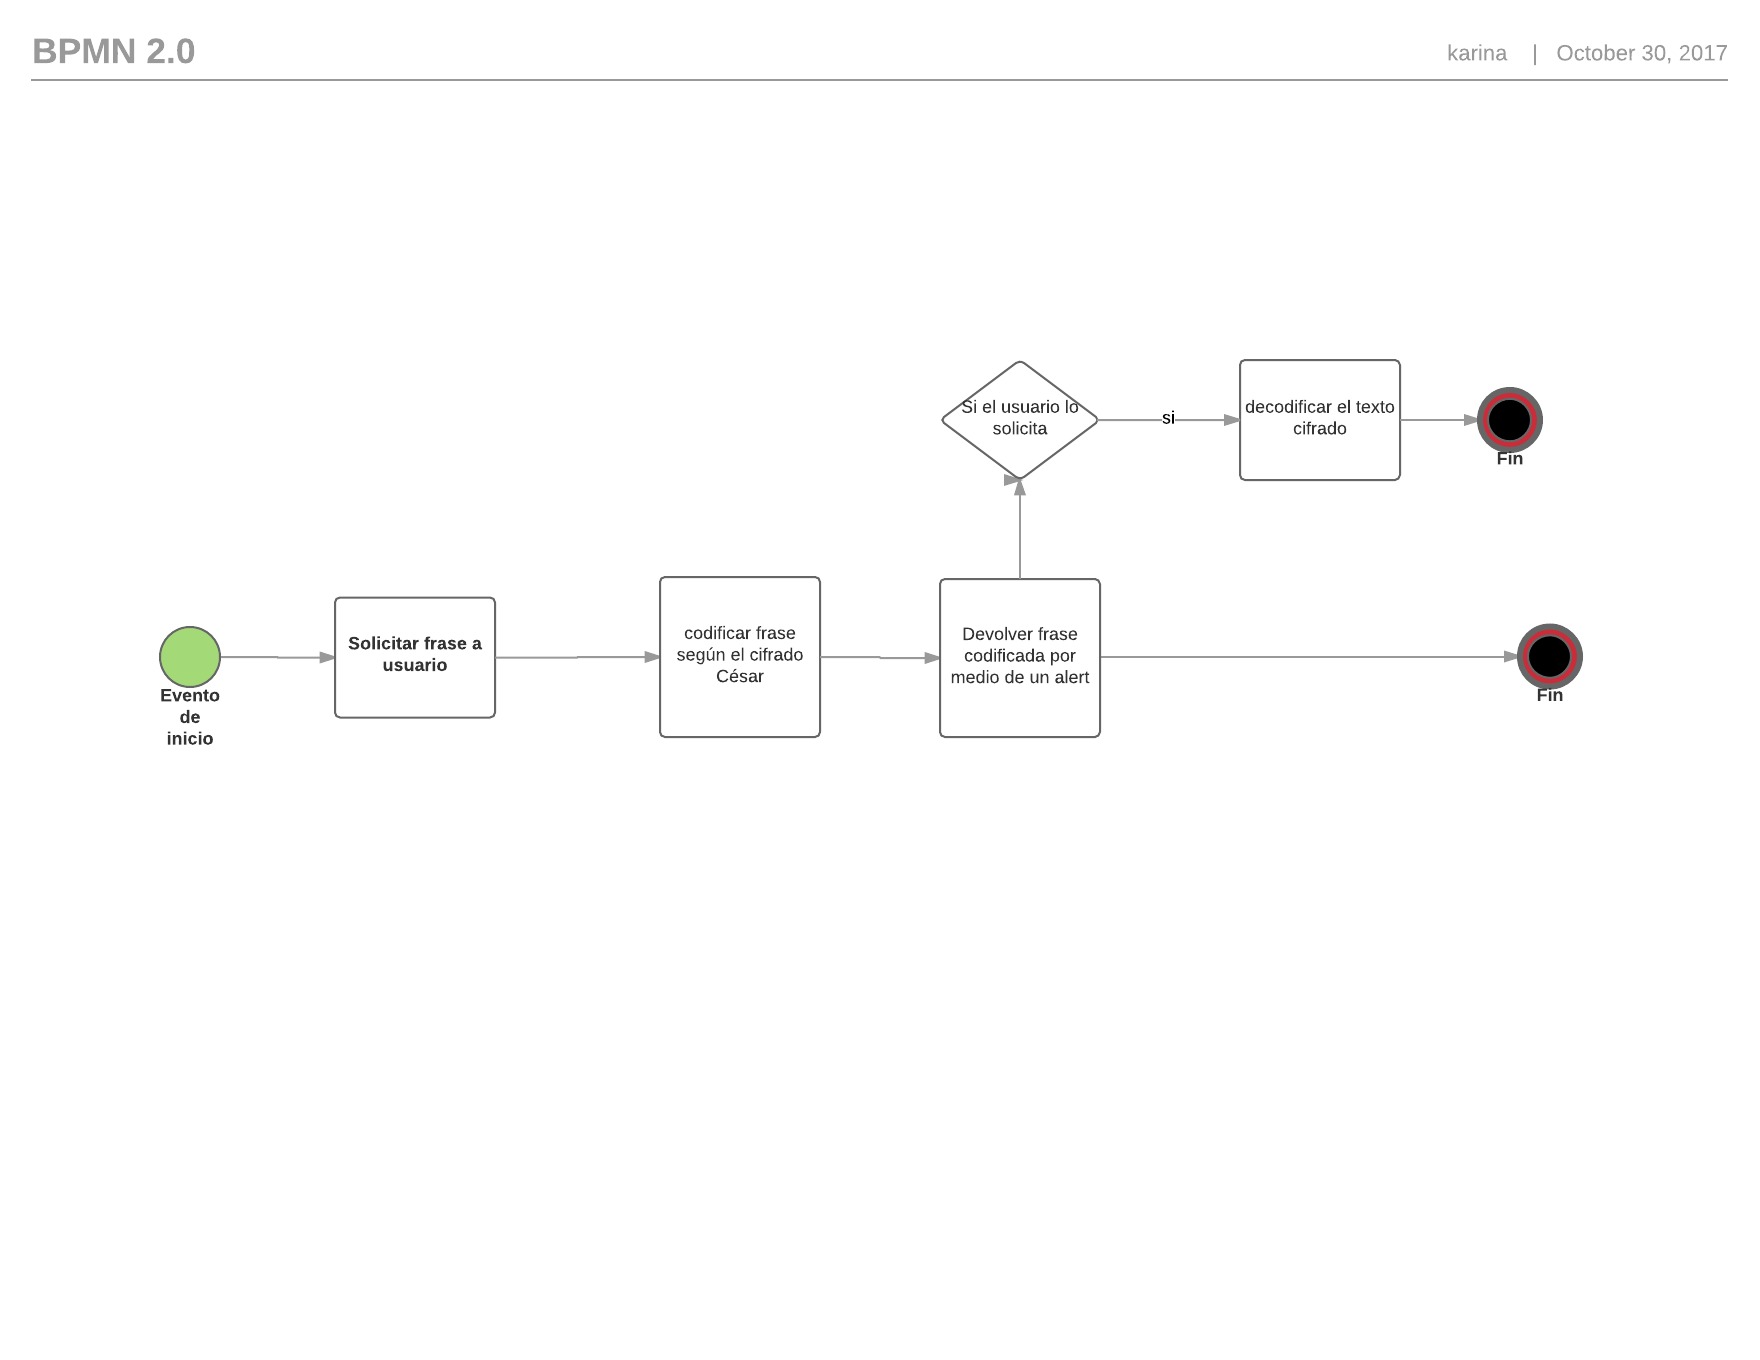 BPMN 2.0
karina | October 30, 2017
Si el usuario lo
solicita
si
decodificar el texto
cifrado
Fin
Evento
de
inicio
Solicitar frase a
usuario
codificar frase
según el cifrado
César
Devolver frase
codificada por
medio de un alert
Fin